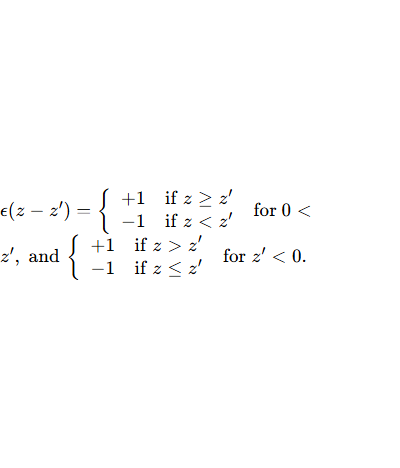 ϵ(z − z′) = { +1 if z ≥ z′
−1 if z < z′ for 0 <
z′, and { +1 if z > z′
−1 if z ≤ z′ for z′ < 0.